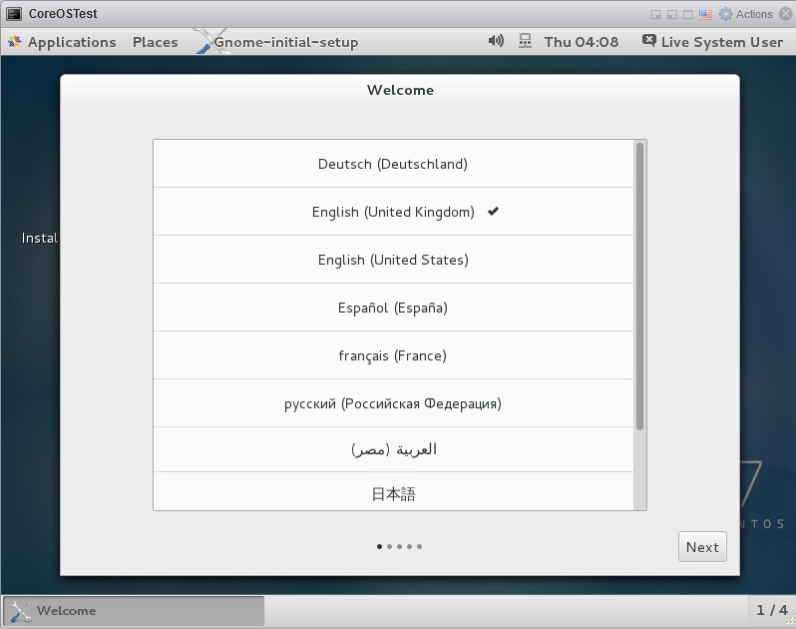 CoreOSTest
Actions
Applications Places Gnome-initial-setup Thu 04:08 Live System User
Welcome
Deutsch (Deutschland)
English (United Kingdom)
English (United States)
Español (España)
français (France)
русский (Российская Федерация)
العربية (مصر)
日本語
Instal
7
NTOS
Next
Welcome
1 / 4